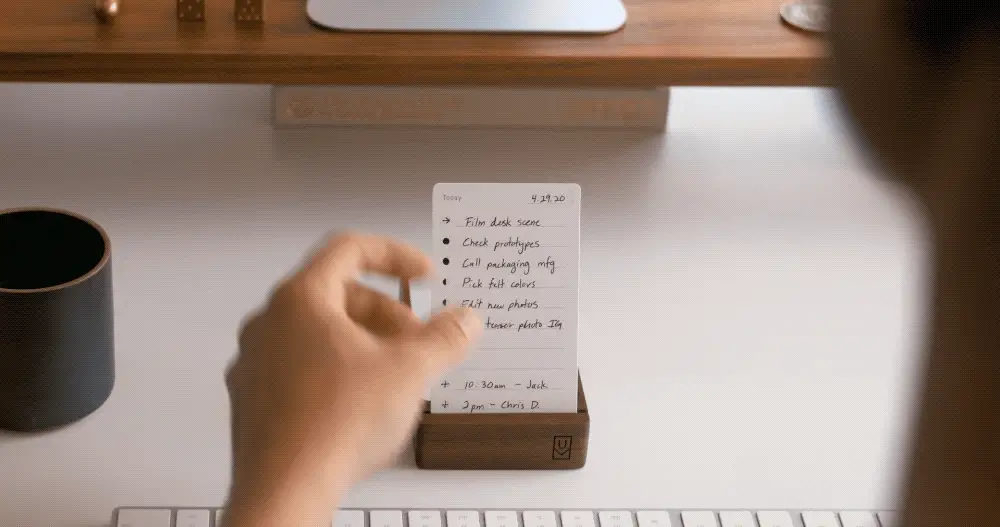 Today 4.29.20
→ Film desk scene
● Check prototypes
● Call packaging mfg
Pick felt colors
Edit new photos
teaser photo IG
+ 10:30am – Jack
+ 2pm – Chris D.